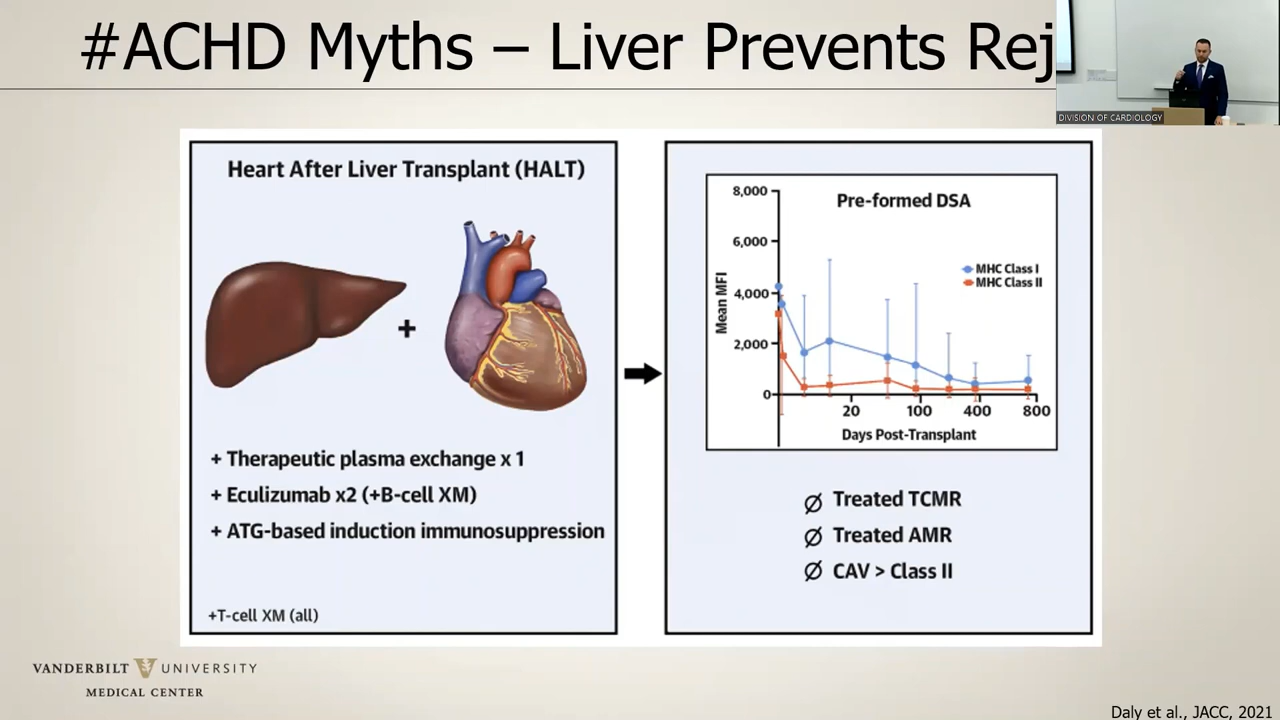 #ACHD Myths – Liver Prevents Rej
DIVISION OF CARDIOLOGY
Heart After Liver Transplant (HALT)
+
+ Therapeutic plasma exchange x 1
+ Eculizumab x2 (+B-cell XM)
+ ATG-based induction immunosuppression
+T-cell XM (all)
Pre-formed DSA
MHC Class I
MHC Class II
Mean MFI
8,000
6,000
4,000
2,000
0
20 100 400 800
Days Post-Transplant
Ø Treated TCMR
Ø Treated AMR
Ø CAV > Class II
VANDERBILT V UNIVERSITY
MEDICAL CENTER
Daly et al., JACC, 2021